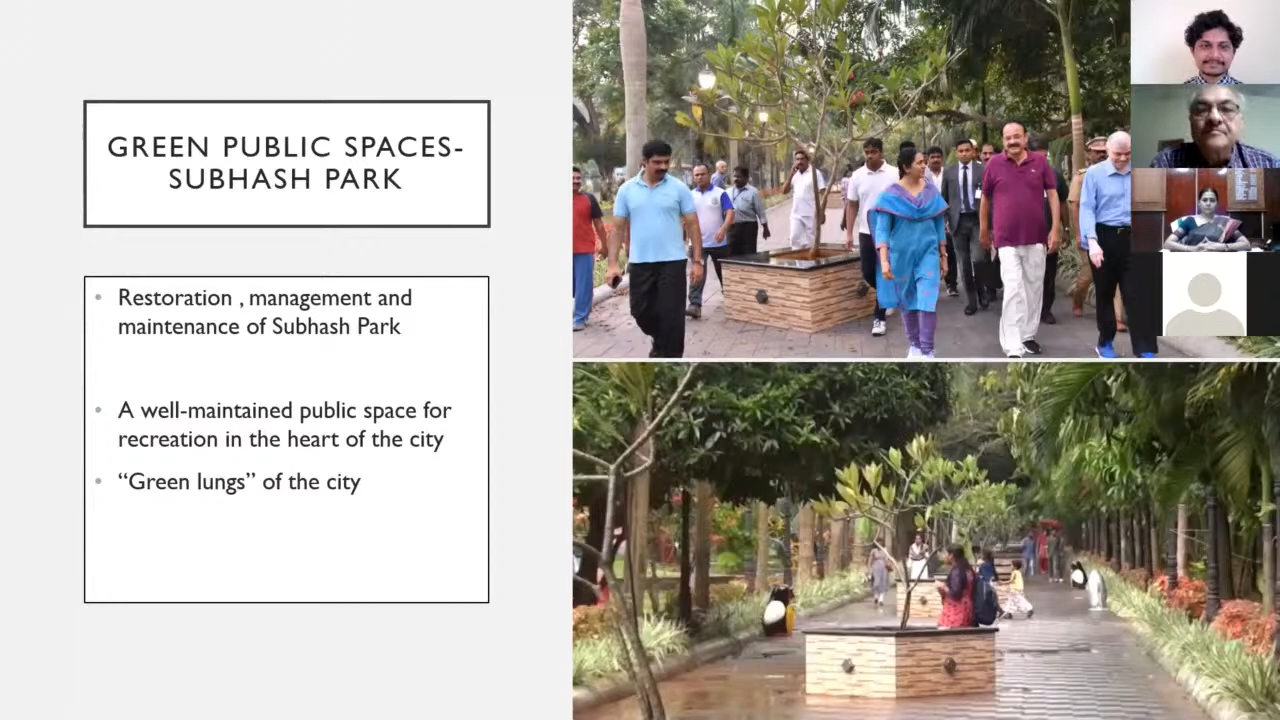 GREEN PUBLIC SPACES-
SUBHASH PARK
• Restoration , management and
maintenance of Subhash Park
• A well-maintained public space for
recreation in the heart of the city
• “Green lungs” of the city